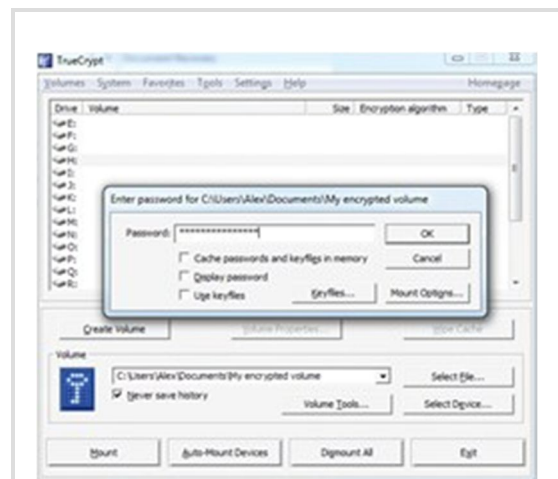 TrueCrypt
Volumes System Favorites Tools Settings Help Homepage
Drive Volume Size Encryption algorithm Type
E:
F:
G:
H:
I:
J:
K:
L:
M:
N:
O:
P:
Q:
R:
Enter password for C:\Users\Alex\Documents\My encrypted volume
Password: **************** OK
Cache passwords and keyfiles in memory Cancel
Display password
Use keyfiles Keyfiles... Mount Options...
Create Volume Volume Properties... Wipe Cache
Volume
C:\Users\Alex\Documents\My encrypted volume Select File...
Never save history Volume Tools... Select Device...
Mount Auto-Mount Devices Dismount All Exit